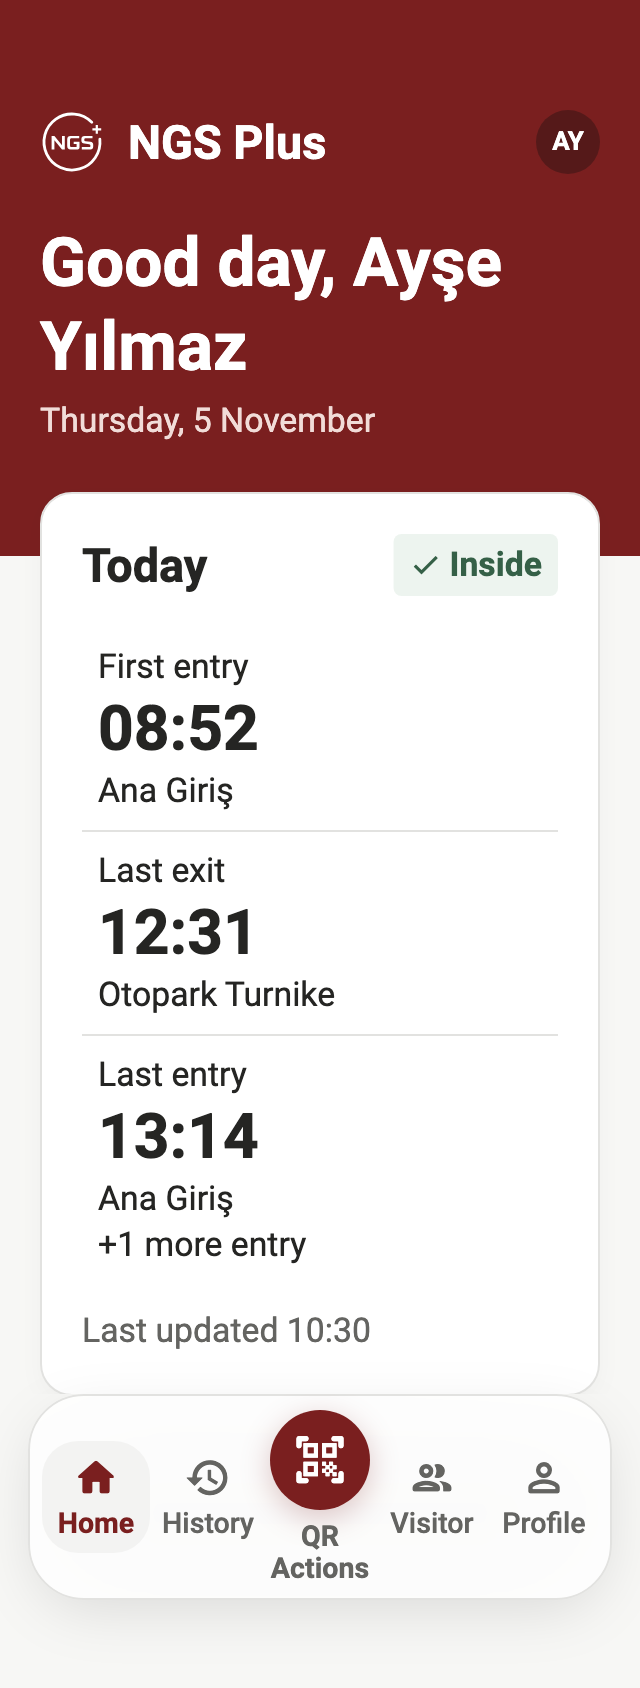 NGS+
NGS Plus
AY
Good day, Ayşe
Yılmaz
Thursday, 5 November
Today
Inside
First entry
08:52
Ana Giriş
Last exit
12:31
Otopark Turnike
Last entry
13:14
Ana Giriş
+1 more entry
Last updated 10:30
Home
History
QR
Actions
Visitor
Profile